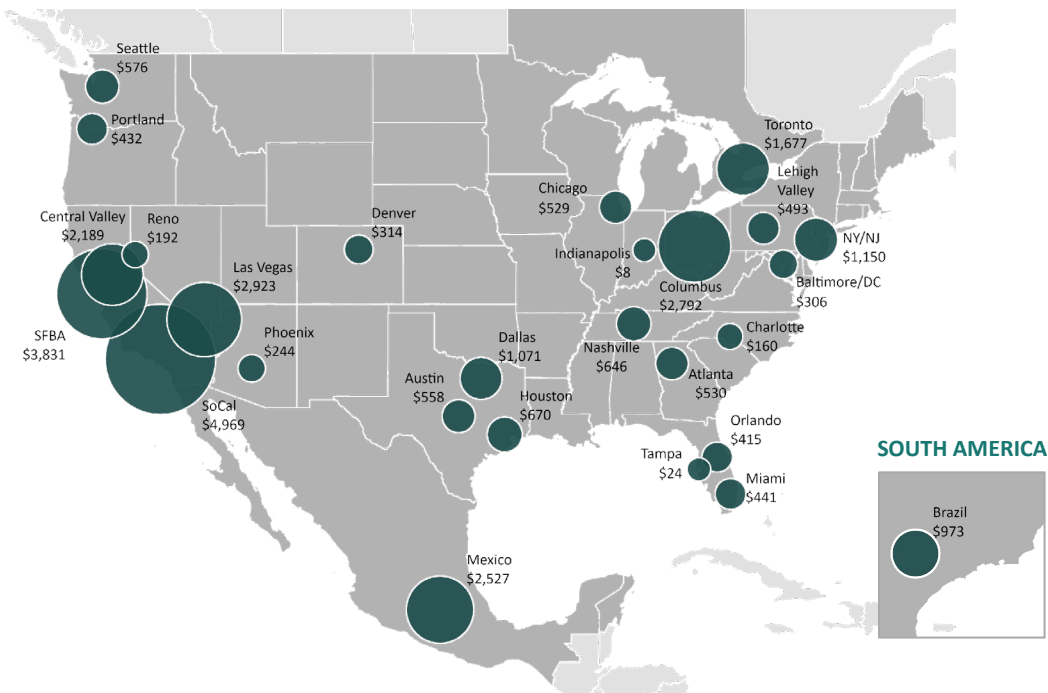 Seattle
$576
Portland
$432
Central Valley
$2,189
Reno
$192
Las Vegas
$2,923
SFBA
$3,831
SoCal
$4,969
Phoenix
$244
Denver
$314
Dallas
$1,071
Austin
$558
Houston
$670
Chicago
$529
Indianapolis
$8
Columbus
$2,792
Toronto
$1,677
Lehigh
Valley
$493
NY/NJ
$1,150
Baltimore/DC
$306
Nashville
$646
Charlotte
$160
Atlanta
$530
Orlando
$415
Tampa
$24
Miami
$441
Mexico
$2,527
SOUTH AMERICA
Brazil
$973